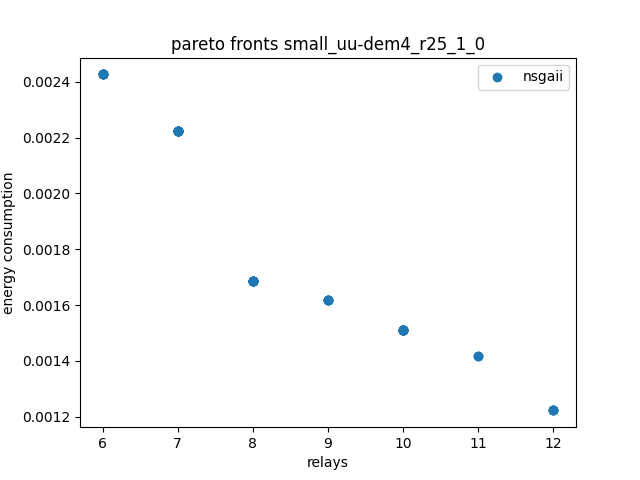 pareto fronts small_uu-dem4_r25_1_0
nsgaii
energy consumption
0.0024
0.0022
0.0020
0.0018
0.0016
0.0014
0.0012
6 7 8 9 10 11 12
relays